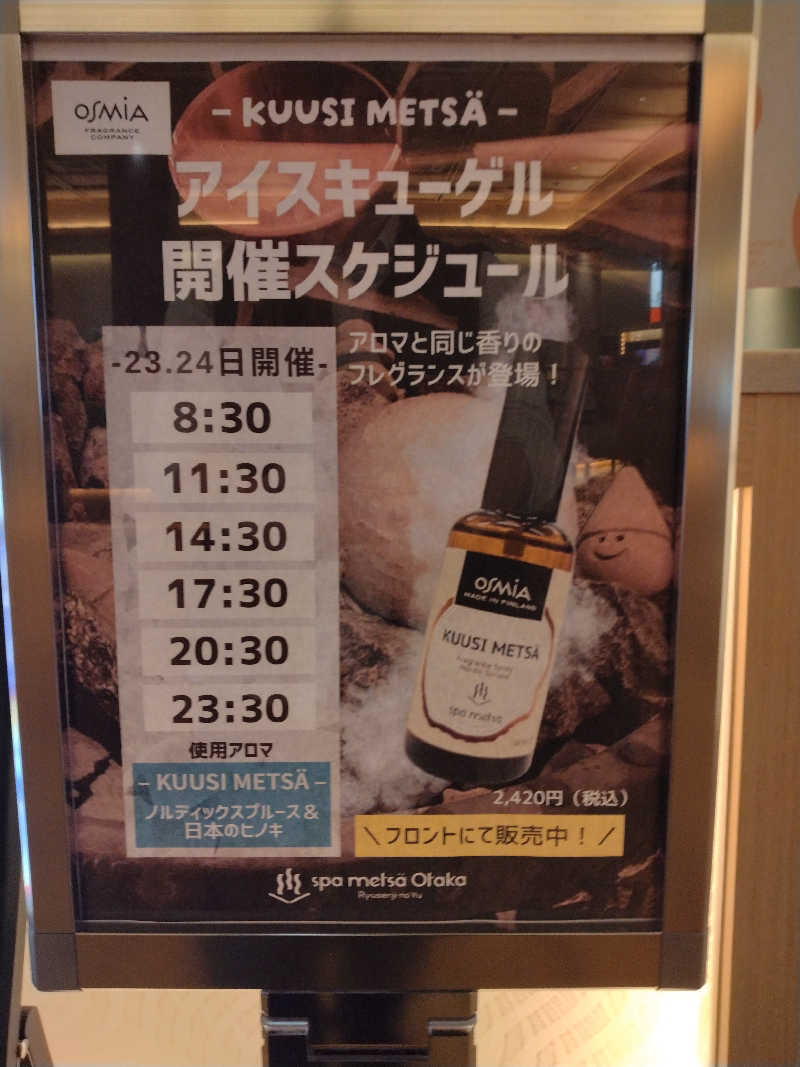 OSMIA
FRAGRANCE
COMPANY
– KUUSI METSÄ –
アイスキューゲル
開催スケジュール
アロマと同じ香りの
フレグランスが登場！
-23.24日開催-
8:30
11:30
14:30
17:30
20:30
23:30
使用アロマ
– KUUSI METSÄ –
ノルディックスプルース＆
日本のヒノキ
OSMIA
MADE IN FINLAND
KUUSI METSÄ
Fragrance Spray
spa metsä
2,420円（税込）
＼フロントにて販売中！／
spa metsä Otaka
Ryusenji no Yu